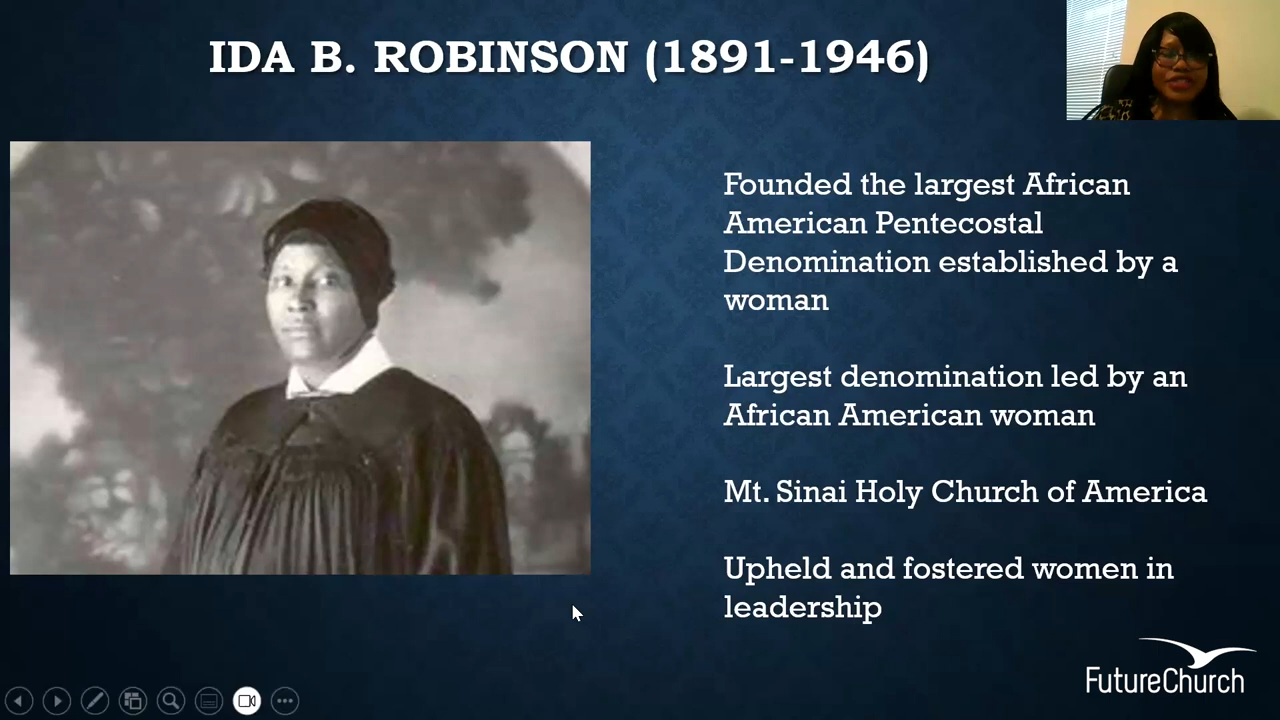 IDA B. ROBINSON (1891-1946)
Founded the largest African
American Pentecostal
Denomination established by a
woman
Largest denomination led by an
African American woman
Mt. Sinai Holy Church of America
Upheld and fostered women in
leadership
FutureChurch